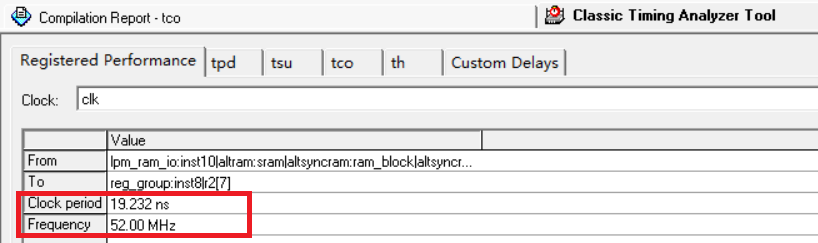 Compilation Report - tco
Classic Timing Analyzer Tool
Registered Performance tpd tsu tco th Custom Delays
Clock: clk
Value
From lpm_ram_io:inst10|altram:sram|altsyncram:ram_block|altsyncr...
To reg_group:inst8|r2[7]
Clock period 19.232 ns
Frequency 52.00 MHz